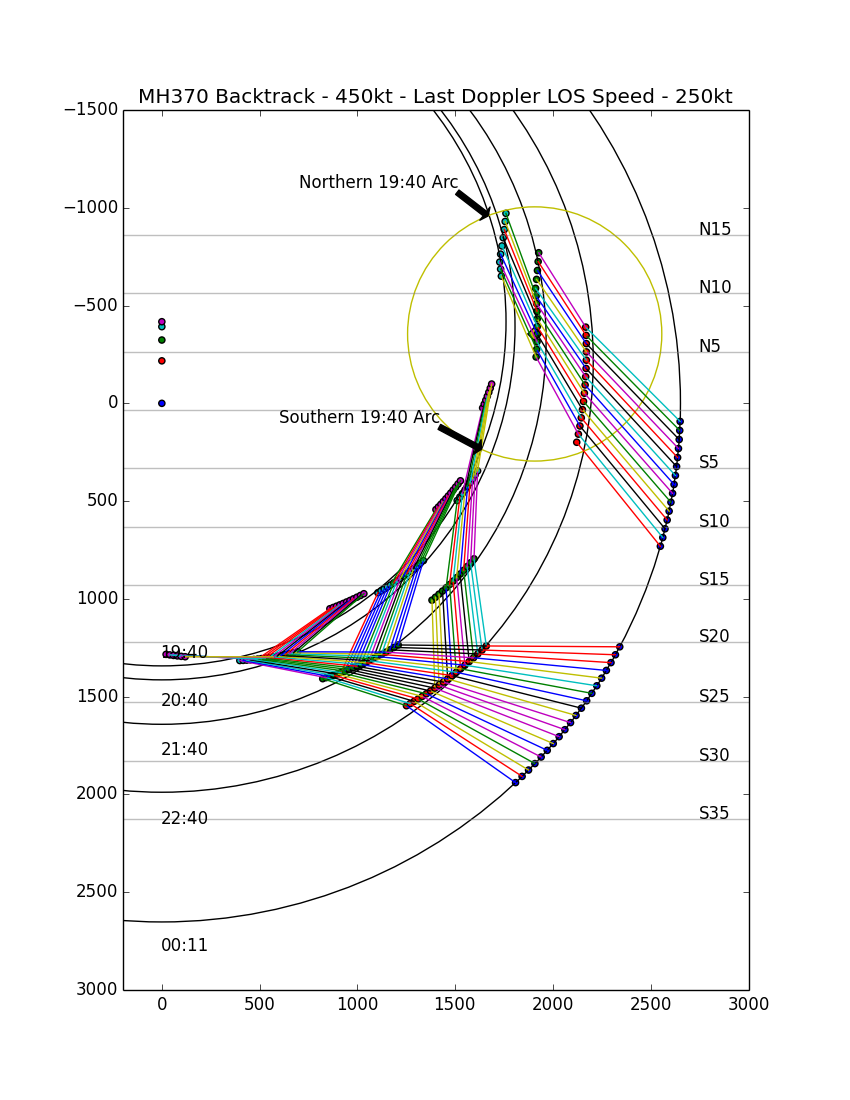 MH370 Backtrack - 450kt - Last Doppler LOS Speed - 250kt
−1500
Northern 19:40 Arc
−1000
N15
N10
−500
N5
0
Southern 19:40 Arc
S5
500
S10
S15
1000
S20
19:40
1500
20:40
S25
21:40
S30
2000
22:40
S35
2500
00:11
3000
0 500 1000 1500 2000 2500 3000